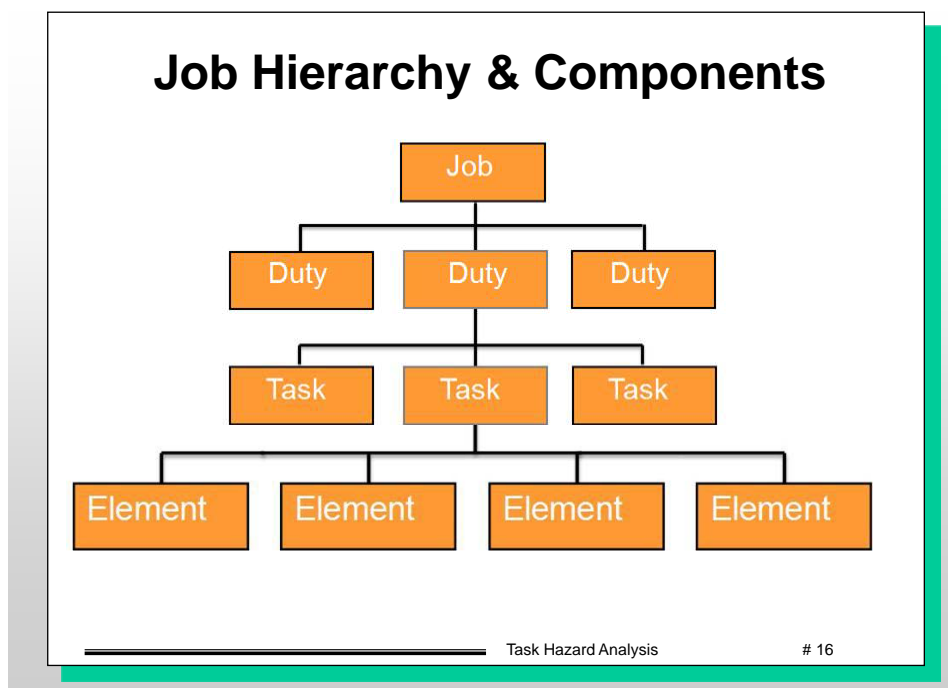 Job Hierarchy & Components
Job
Duty Duty Duty
Task Task Task
Element Element Element Element
Task Hazard Analysis # 16